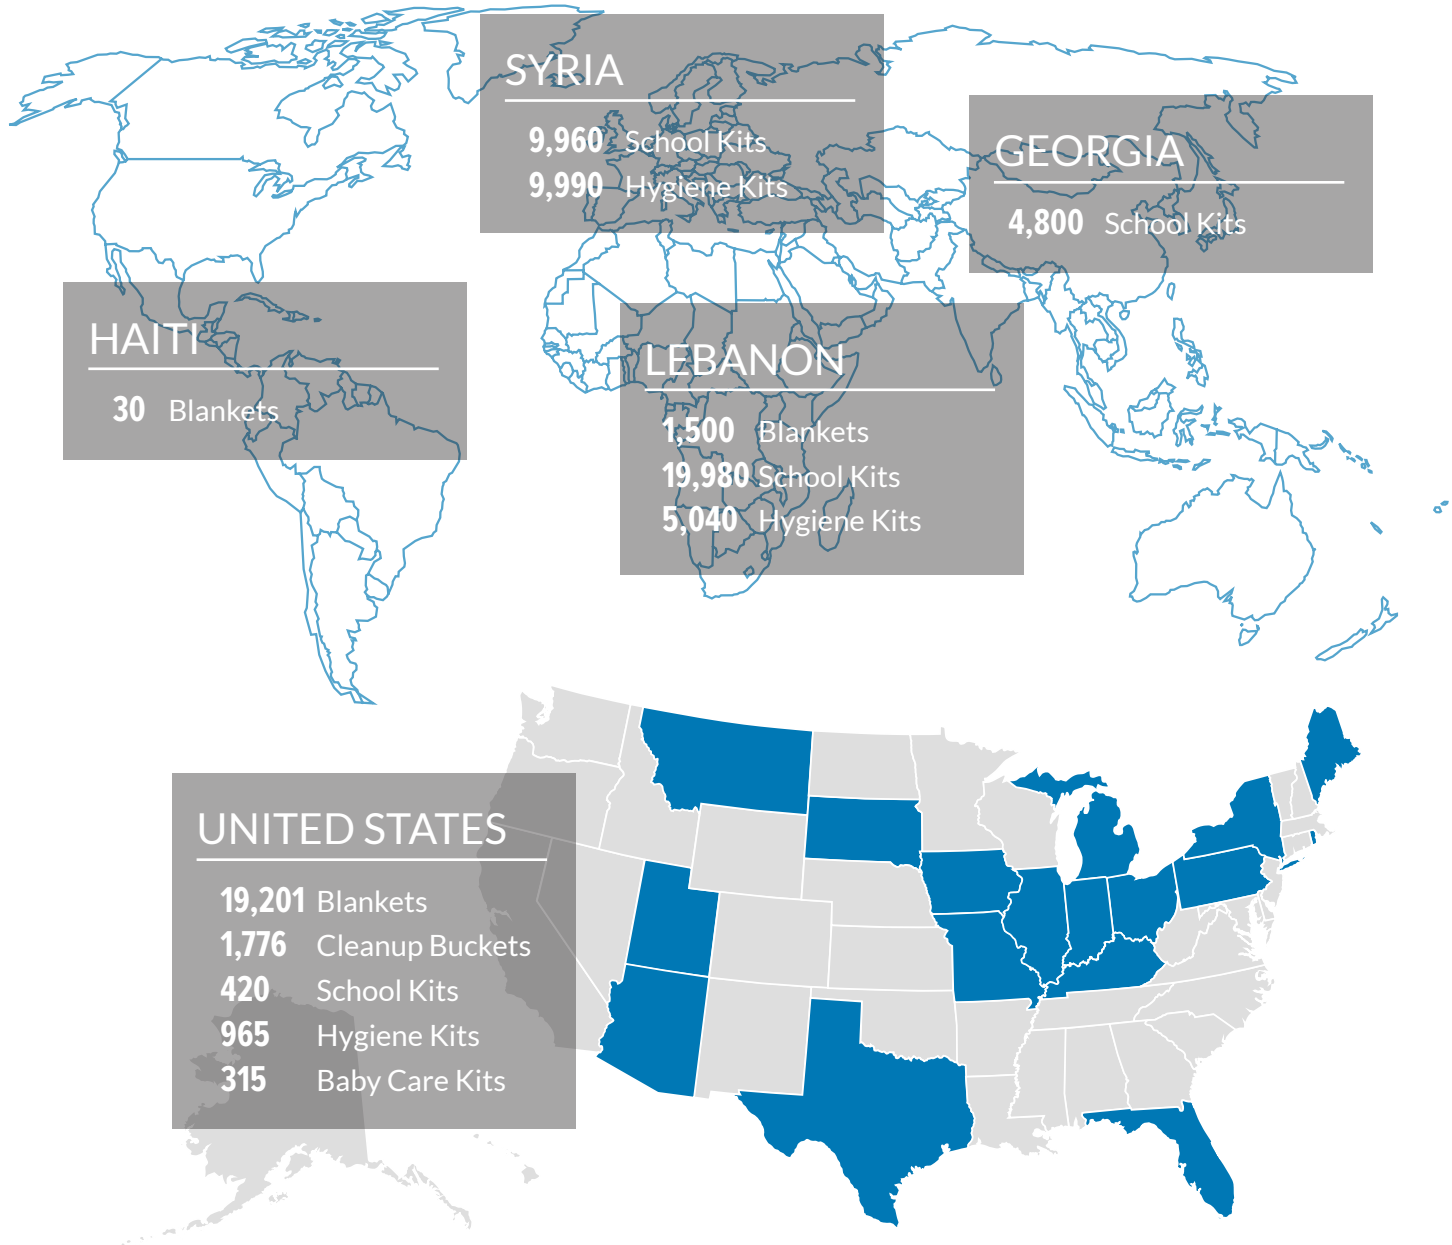 SYRIA
9,960 School Kits
9,990 Hygiene Kits
GEORGIA
4,800 School Kits
HAITI
30 Blankets
LEBANON
1,500 Blankets
19,980 School Kits
5,040 Hygiene Kits
UNITED STATES
19,201 Blankets
1,776 Cleanup Buckets
420 School Kits
965 Hygiene Kits
315 Baby Care Kits